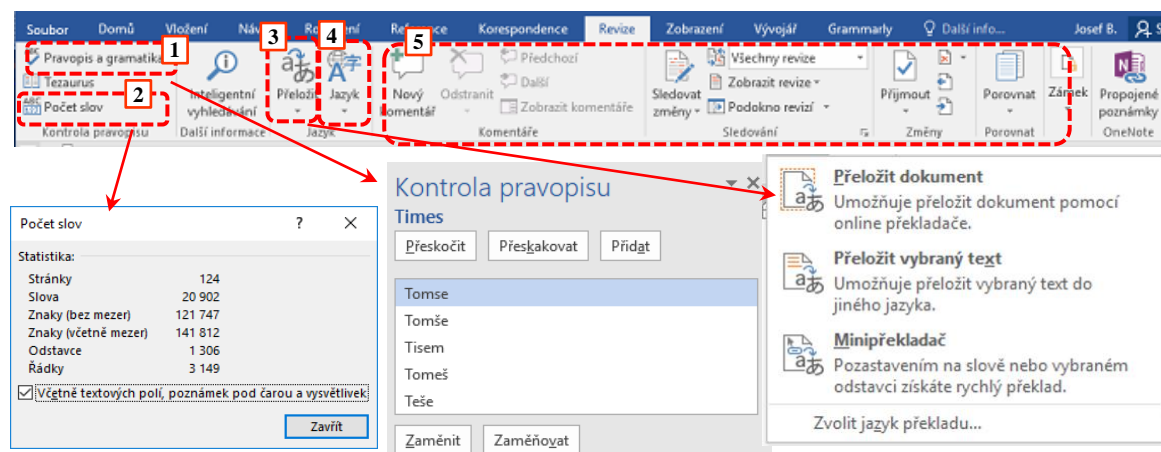 Soubor Domů Vložení 3 4 5 Korespondence Revize Zobrazení Vývojář Grammarly Další info... Josef B.
1
Pravopis a gramatika
Tezaurus
2
Počet slov
Kontrola pravopisu
Inteligentní
vyhledávání
Další informace
Přeložit
Jazyk
Jazyk
Nový
komentář
Odstranit
Předchozí
Další
Zobrazit komentáře
Komentáře
Sledovat
změny
Všechny revize
Zobrazit revize
Podokno revizí
Sledování
Přijmout
Změny
Porovnat
Porovnat
Zámek
Propojené
poznámky
OneNote
Počet slov ? ×
Statistika:
Stránky 124
Slova 20 902
Znaky (bez mezer) 121 747
Znaky (včetně mezer) 141 812
Odstavce 1 306
Řádky 3 149
Včetně textových polí, poznámek pod čarou a vysvětlivek
Zavřít
Kontrola pravopisu
Times
Přeskočit Přeskakovat Přidat
Tomse
Tomše
Tisem
Tomeš
Teše
Zaměnit Zaměňovat
Přeložit dokument
Umožňuje přeložit dokument pomocí
online překladače.
Přeložit vybraný text
Umožňuje přeložit vybraný text do
jiného jazyka.
Minipřekladač
Pozastavením na slově nebo vybraném
odstavci získáte rychlý překlad.
Zvolit jazyk překladu...